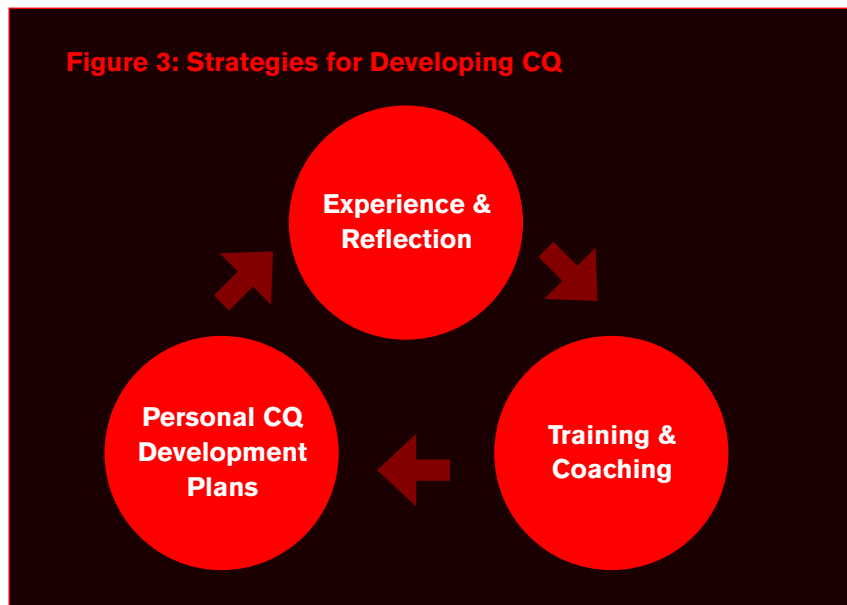 Figure 3: Strategies for Developing CQ
Experience &
Reflection
Personal CQ
Development
Plans
Training &
Coaching